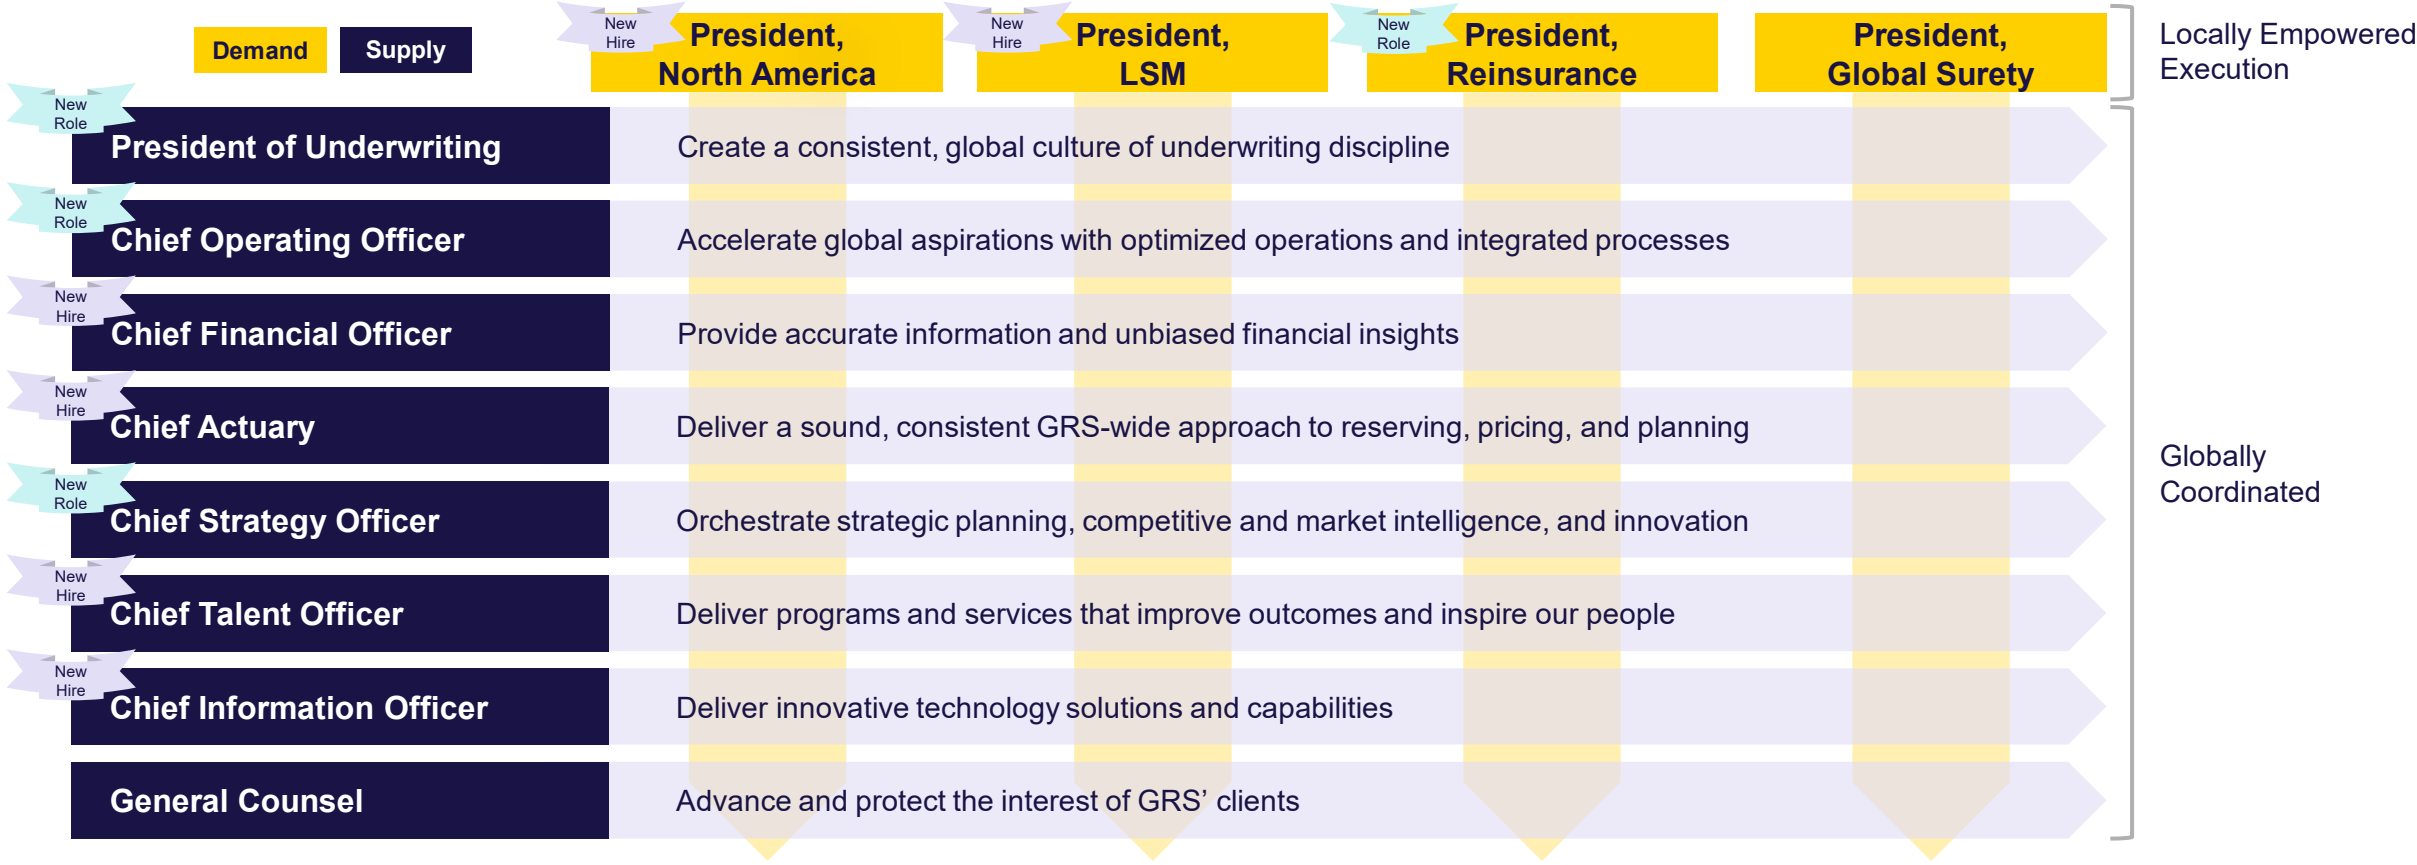 Demand
Supply
New
Hire
President,
North America
New
Hire
President,
LSM
New
Role
President,
Reinsurance
President,
Global Surety
Locally Empowered
Execution
New
Role
President of Underwriting
Create a consistent, global culture of underwriting discipline
New
Role
Chief Operating Officer
Accelerate global aspirations with optimized operations and integrated processes
New
Hire
Chief Financial Officer
Provide accurate information and unbiased financial insights
New
Hire
Chief Actuary
Deliver a sound, consistent GRS-wide approach to reserving, pricing, and planning
New
Role
Chief Strategy Officer
Orchestrate strategic planning, competitive and market intelligence, and innovation
New
Hire
Chief Talent Officer
Deliver programs and services that improve outcomes and inspire our people
New
Hire
Chief Information Officer
Deliver innovative technology solutions and capabilities
General Counsel
Advance and protect the interest of GRS’ clients
Globally
Coordinated